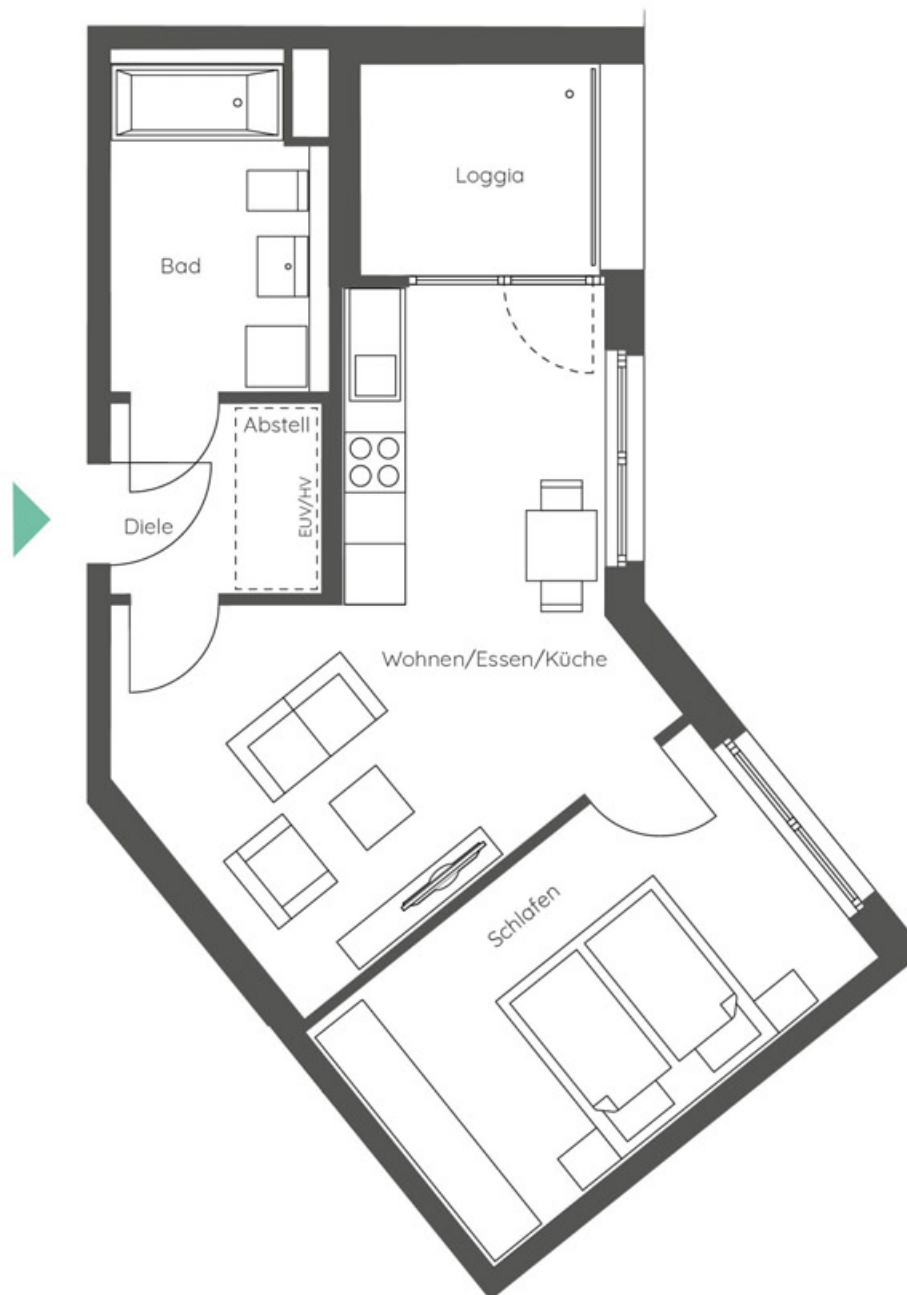 Loggia
Bad
Abstell
EUV/HV
Diele
Wohnen/Essen/Küche
Schlafen